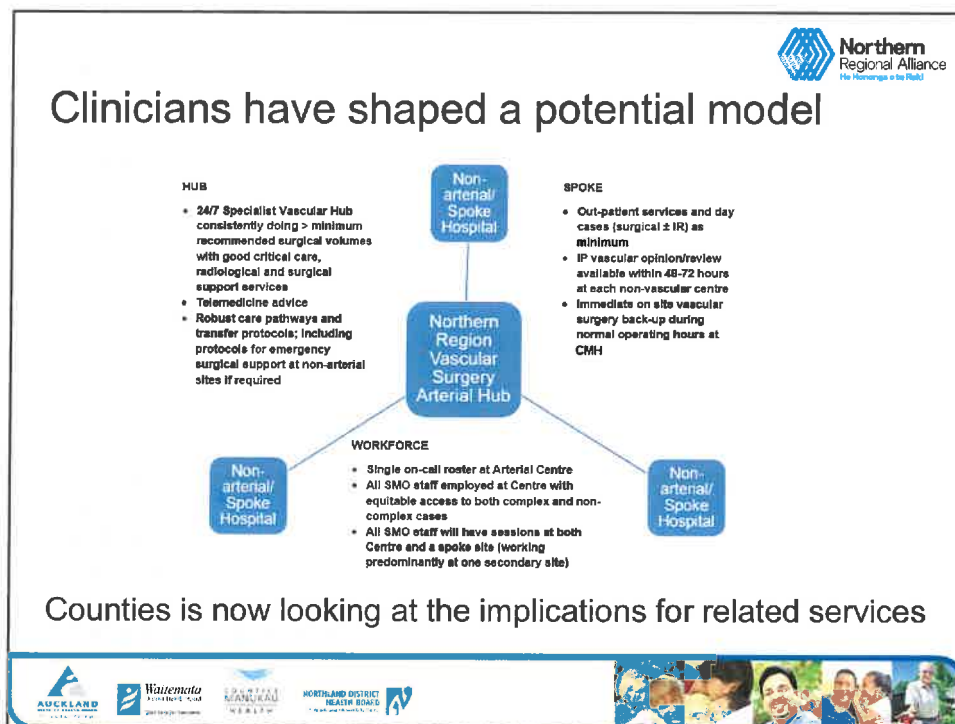 Northern
Regional Alliance
He Hononga o te Raki
Clinicians have shaped a potential model
HUB
• 24/7 Specialist Vascular Hub
consistently doing > minimum
recommended surgical volumes
with good critical care,
radiological and surgical
support services
• Telemedicine advice
• Robust care pathways and
transfer protocols; including
protocols for emergency
surgical support at non-arterial
sites if required
Non-
arterial/
Spoke
Hospital
SPOKE
• Out-patient services and day
cases (surgical ± IR) as
minimum
• IP vascular opinion/review
available within 48-72 hours
at each non-vascular centre
• Immediate on site vascular
surgery back-up during
normal operating hours at
CMH
Northern
Region
Vascular
Surgery
Arterial Hub
Non-
arterial/
Spoke
Hospital
WORKFORCE
• Single on-call roster at Arterial Centre
• All SMO staff employed at Centre with
equitable access to both complex and non-
complex cases
• All SMO staff will have sessions at both
Centre and a spoke site (working
predominantly at one secondary site)
Non-
arterial/
Spoke
Hospital
Counties is now looking at the implications for related services
AUCKLAND
Waitemata
COUNTIES
MANUKAU
HEALTH
NORTHLAND DISTRICT
HEALTH BOARD